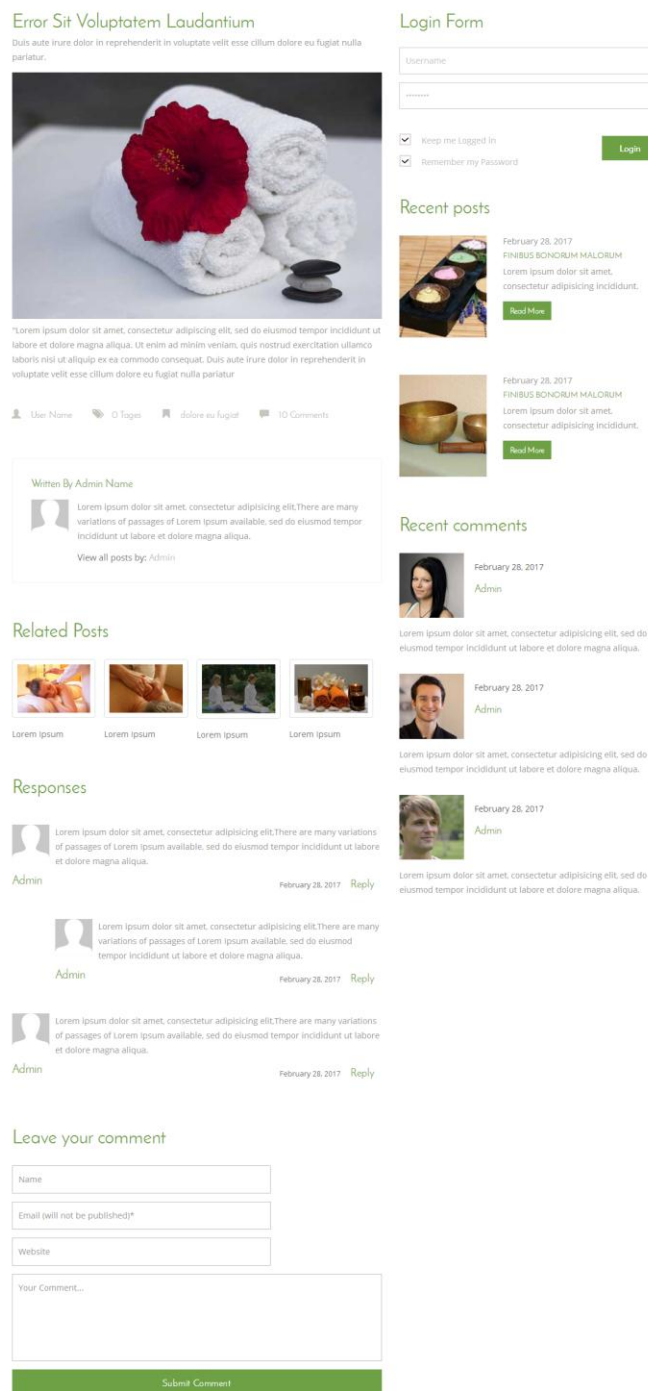 Error Sit Voluptatem Laudantium
Duis aute irure dolor in reprehenderit in voluptate velit esse cillum dolore eu fugiat nulla
pariatur.
"Lorem ipsum dolor sit amet, consectetur adipiscing elit, sed do eiusmod tempor incididunt ut
labore et dolore magna aliqua. Ut enim ad minim veniam, quis nostrud exercitation ullamco
laboris nisi ut aliquip ex ea commodo consequat. Duis aute irure dolor in reprehenderit in
voluptate velit esse cillum dolore eu fugiat nulla pariatur
User Name 0 Tages dolore eu fugiat 10 Comments
Written By Admin Name
Lorem ipsum dolor sit amet, consectetur adipisicing elit,There are many
variations of passages of Lorem Ipsum available, sed do eiusmod tempor
incididunt ut labore et dolore magna aliqua.
View all posts by: Admin
Related Posts
Lorem ipsum Lorem ipsum Lorem ipsum Lorem ipsum
Responses
Lorem ipsum dolor sit amet, consectetur adipisicing elit,There are many variations
of passages of Lorem Ipsum available, sed do eiusmod tempor incididunt ut labore
et dolore magna aliqua.
Admin
February 28, 2017 Reply
Lorem ipsum dolor sit amet, consectetur adipisicing elit,There are many
variations of passages of Lorem Ipsum available, sed do eiusmod
tempor incididunt ut labore et dolore magna aliqua.
Admin
February 28, 2017 Reply
Lorem ipsum dolor sit amet, consectetur adipisicing elit,There are many variations
of passages of Lorem Ipsum available, sed do eiusmod tempor incididunt ut labore
et dolore magna aliqua.
Admin
February 28, 2017 Reply
Leave your comment
Name
Email (will not be published)*
Website
Your Comment...
Submit Comment
Login Form
Username
Keep me Logged in
Remember my Password
Login
Recent posts
February 28, 2017
FINIBUS BONORUM MALORUM
Lorem ipsum dolor sit amet,
consectetur adipisicing incididunt.
Read More
February 28, 2017
FINIBUS BONORUM MALORUM
Lorem ipsum dolor sit amet,
consectetur adipisicing incididunt.
Read More
Recent comments
February 28, 2017
Admin
Lorem ipsum dolor sit amet, consectetur adipisicing elit, sed do
eiusmod tempor incididunt ut labore et dolore magna aliqua.
February 28, 2017
Admin
Lorem ipsum dolor sit amet, consectetur adipisicing elit, sed do
eiusmod tempor incididunt ut labore et dolore magna aliqua.
February 28, 2017
Admin
Lorem ipsum dolor sit amet, consectetur adipisicing elit, sed do
eiusmod tempor incididunt ut labore et dolore magna aliqua.